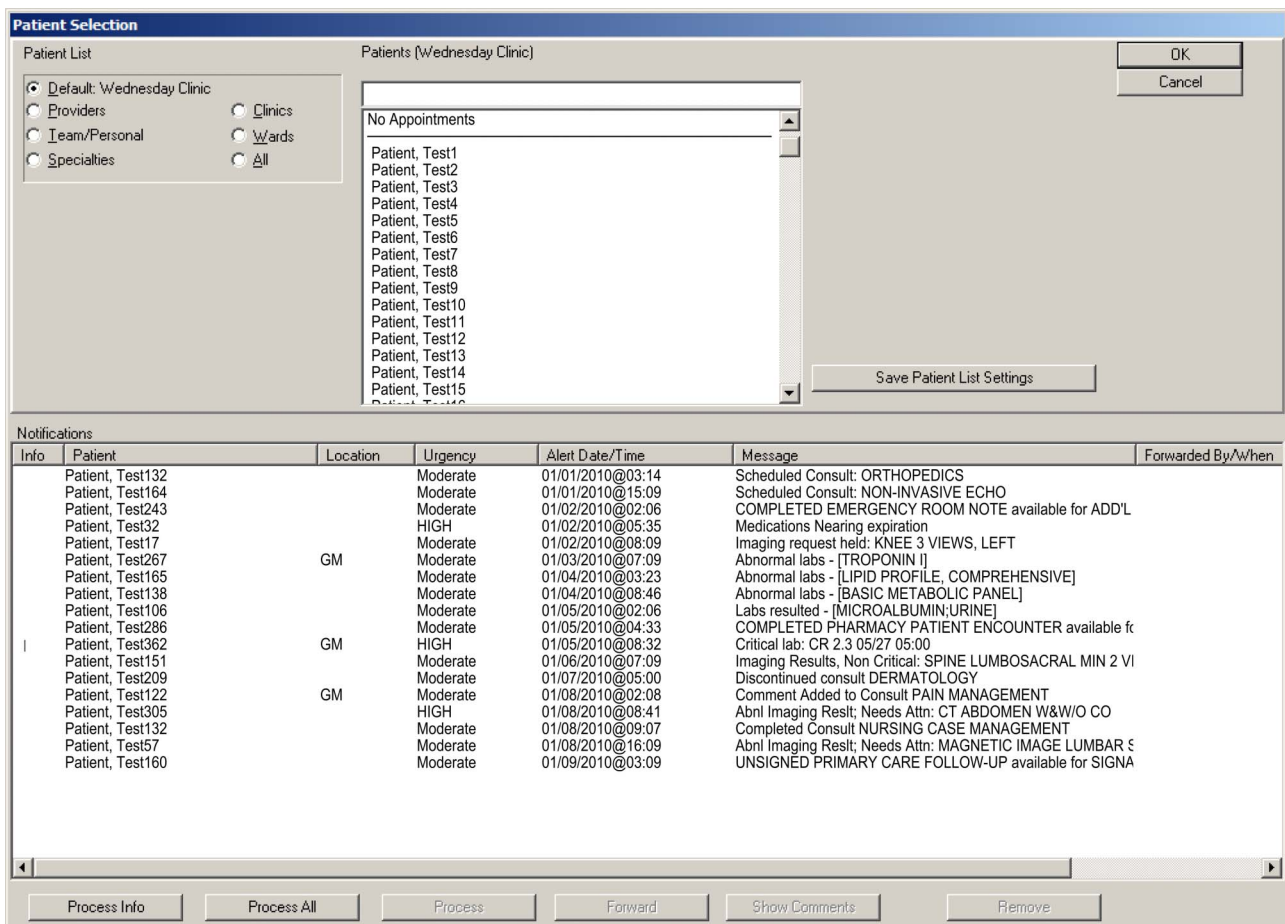 Patient Selection
Patient List
Default: Wednesday Clinic
Providers Clinics
Team/Personal Wards
Specialties All
Patients (Wednesday Clinic)
No Appointments
Patient, Test1
Patient, Test2
Patient, Test3
Patient, Test4
Patient, Test5
Patient, Test6
Patient, Test7
Patient, Test8
Patient, Test9
Patient, Test10
Patient, Test11
Patient, Test12
Patient, Test13
Patient, Test14
Patient, Test15
OK
Cancel
Save Patient List Settings
Notifications
Info Patient Location Urgency Alert Date/Time Message Forwarded By/When
Patient, Test132 Moderate 01/01/2010@03:14 Scheduled Consult: ORTHOPEDICS
Patient, Test164 Moderate 01/01/2010@15:09 Scheduled Consult: NON-INVASIVE ECHO
Patient, Test243 Moderate 01/02/2010@02:06 COMPLETED EMERGENCY ROOM NOTE available for ADD'L
Patient, Test32 HIGH 01/02/2010@05:35 Medications Nearing expiration
Patient, Test17 Moderate 01/02/2010@08:09 Imaging request held: KNEE 3 VIEWS, LEFT
Patient, Test267 GM Moderate 01/03/2010@07:09 Abnormal labs - [TROPONIN I]
Patient, Test165 Moderate 01/04/2010@03:23 Abnormal labs - [LIPID PROFILE, COMPREHENSIVE]
Patient, Test138 Moderate 01/04/2010@08:46 Abnormal labs - [BASIC METABOLIC PANEL]
Patient, Test106 Moderate 01/05/2010@02:06 Labs resulted - [MICROALBUMIN;URINE]
Patient, Test286 Moderate 01/05/2010@04:33 COMPLETED PHARMACY PATIENT ENCOUNTER available
I Patient, Test362 GM HIGH 01/05/2010@08:32 Critical lab: CR 2.3 05/27 05:00
Patient, Test151 Moderate 01/06/2010@07:09 Imaging Results, Non Critical: SPINE LUMBOSACRAL MIN 2
Patient, Test209 Moderate 01/07/2010@05:00 Discontinued consult DERMATOLOGY
Patient, Test122 GM Moderate 01/08/2010@02:08 Comment Added to Consult PAIN MANAGEMENT
Patient, Test305 HIGH 01/08/2010@08:41 Abnl Imaging Reslt; Needs Attn: CT ABDOMEN W&W/O CO
Patient, Test132 Moderate 01/08/2010@09:07 Completed Consult NURSING CASE MANAGEMENT
Patient, Test57 Moderate 01/08/2010@16:09 Abnl Imaging Reslt; Needs Attn: MAGNETIC IMAGE LUMBAR
Patient, Test160 Moderate 01/09/2010@03:09 UNSIGNED PRIMARY CARE FOLLOW-UP available for SIGNA
Process Info Process All Process Forward Show Comments Remove